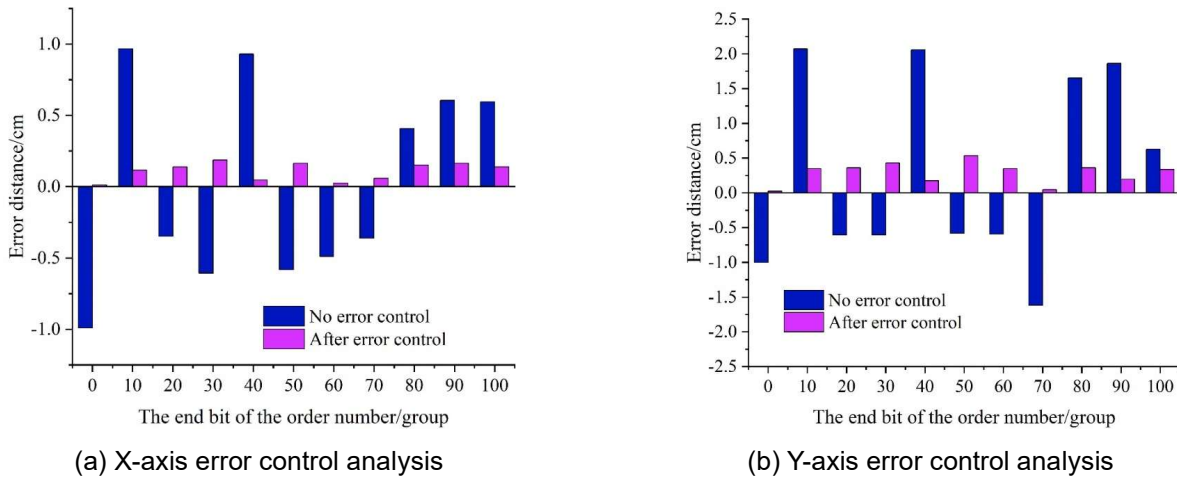 1.0
0.5
0.0
-0.5
-1.0
Error distance/cm
No error control
After error control
0 10 20 30 40 50 60 70 80 90 100
The end bit of the order number/group
(a) X-axis error control analysis
2.5
2.0
1.5
1.0
0.5
0.0
-0.5
-1.0
-1.5
-2.0
-2.5
Error distance/cm
No error control
After error control
0 10 20 30 40 50 60 70 80 90 100
The end bit of the order number/group
(b) Y-axis error control analysis